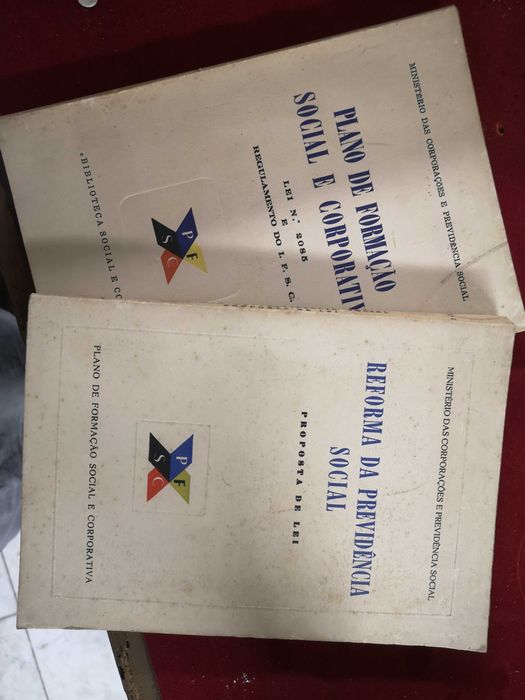 MINISTÉRIO DAS CORPORAÇÕES E PREVIDÊNCIA SOCIAL
PLANO DE FORMAÇÃO
SOCIAL E CORPORATIV
LEI N.º 2085
E
REGULAMENTO DO I. F. S. C.
P F
S C
«BIBLIOTECA SOCIAL E CO
MINISTÉRIO DAS CORPORAÇÕES E PREVIDÊNCIA SOCIAL
REFORMA DA PREVIDÊNCIA
SOCIAL
PROPOSTA DE LEI
P F
S C
PLANO DE FORMAÇÃO SOCIAL E CORPORATIVA